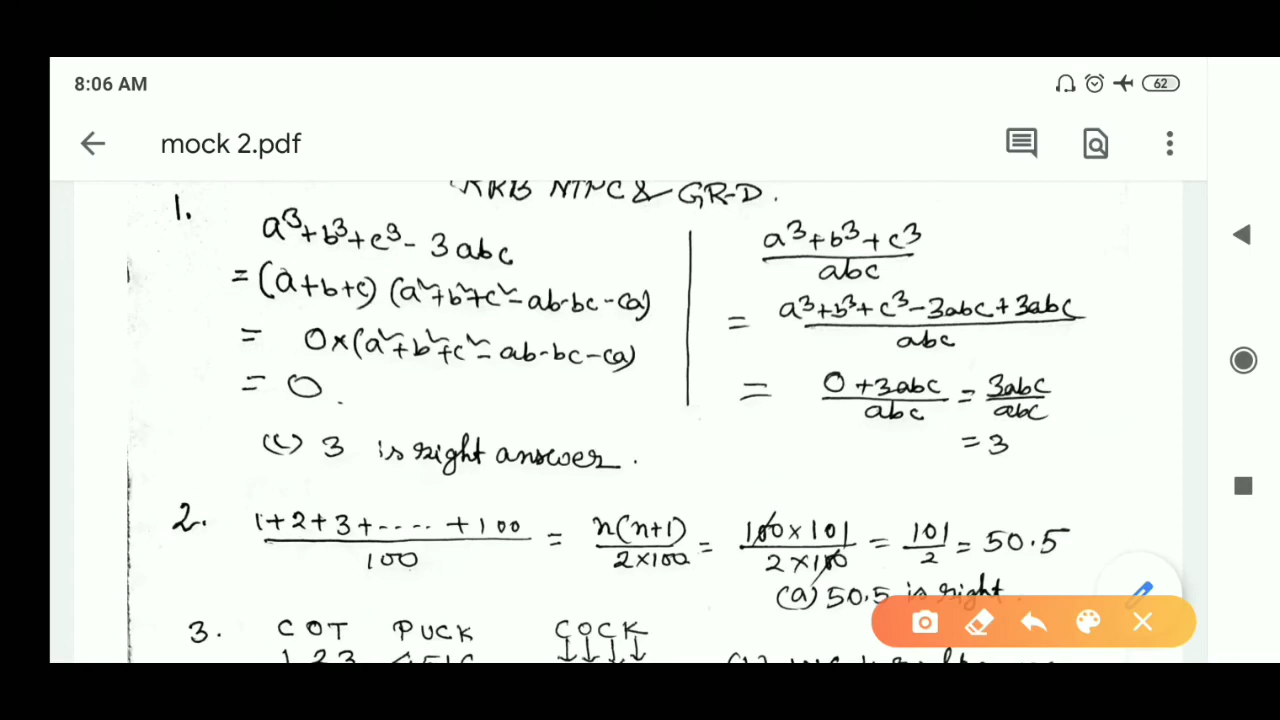 8:06 AM
62
mock 2.pdf
RRB NTPC & GR-D.
1.
a³+b³+c³-3abc
=(a+b+c) (a²+b²+c²-ab-bc-ca)
= 0×(a²+b²+c²-ab-bc-ca)
= 0.
(c) 3 is right answer.
a³+b³+c³
abc
= a³+b³+c³-3abc+3abc
abc
= 0+3abc = 3abc
abc abc
= 3
2. 1+2+3+.....+100 = n(n+1) = 100×101 = 101 = 50.5
100 2×100 2×100 2
(a) 50.5 is right.
3. COT PUCK COCK
1 2 3